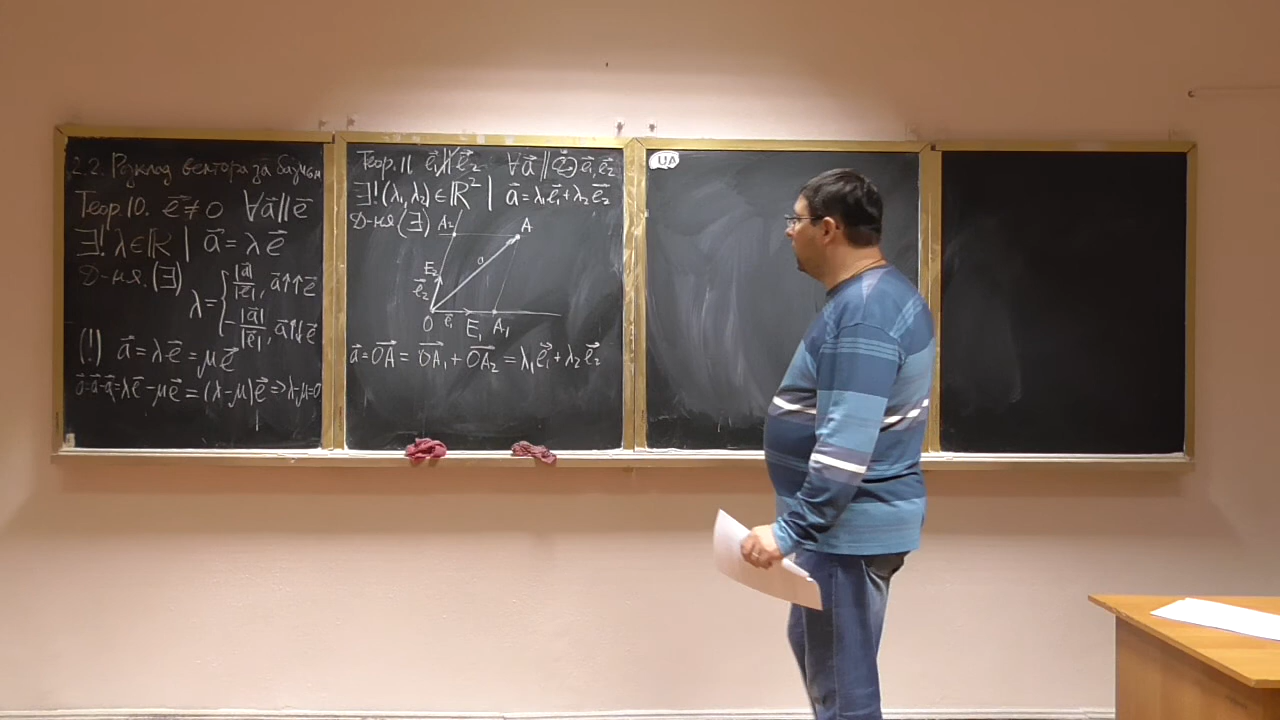 2.2. Розклад вектора за базисом
Теор. 10. e⃗ ≠ 0 ∀a⃗ ∥ e⃗
∃! λ ∈ ℝ | a⃗ = λ e⃗
Д-ня. (∃) λ = { |a⃗|/|e⃗|, a⃗↑↑e⃗
-|a⃗|/|e⃗|, a⃗↑↓e⃗
(!) a⃗ = λe⃗ = μe⃗
0⃗=a⃗-a⃗=λe⃗-μe⃗=(λ-μ)e⃗ ⇒ λ-μ=0
Теор. 11 e⃗₁ ∦ e⃗₂ ∀a⃗ ∥ e⃗₁, e⃗₂
∃! (λ₁, λ₂) ∈ ℝ² | a⃗ = λ₁e⃗₁ + λ₂e⃗₂
Д-ня (∃) A₂ A
E₂ a
e⃗₂
O e⃗₁ E₁ A₁
a⃗ = OA⃗ = OA⃗₁ + OA⃗₂ = λ₁e⃗₁ + λ₂e⃗₂
UA